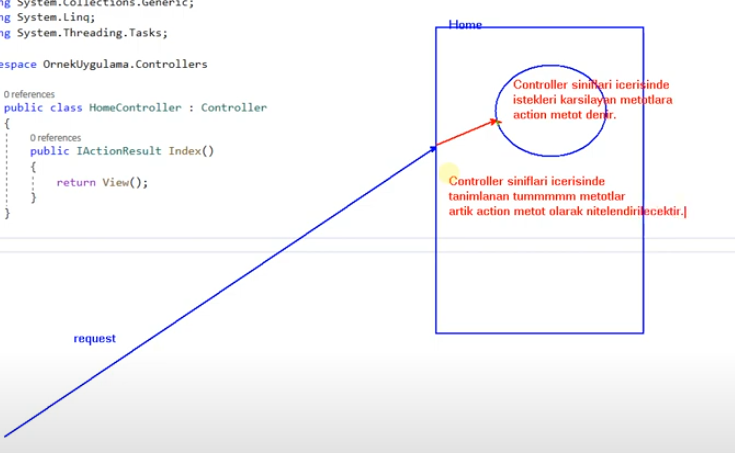 ng System.Collections.Generic;
ng System.Linq;
ng System.Threading.Tasks;
espace OrnekUygulama.Controllers
0 references
public class HomeController : Controller
{
0 references
public IActionResult Index()
{
return View();
}
}
request
Home
Controller siniflari icerisinde
istekleri karsilayan metotlara
action metot denir.
Controller siniflari icerisinde
tanimlanan tummmmm metotlar
artik action metot olarak nitelendirilecektir.